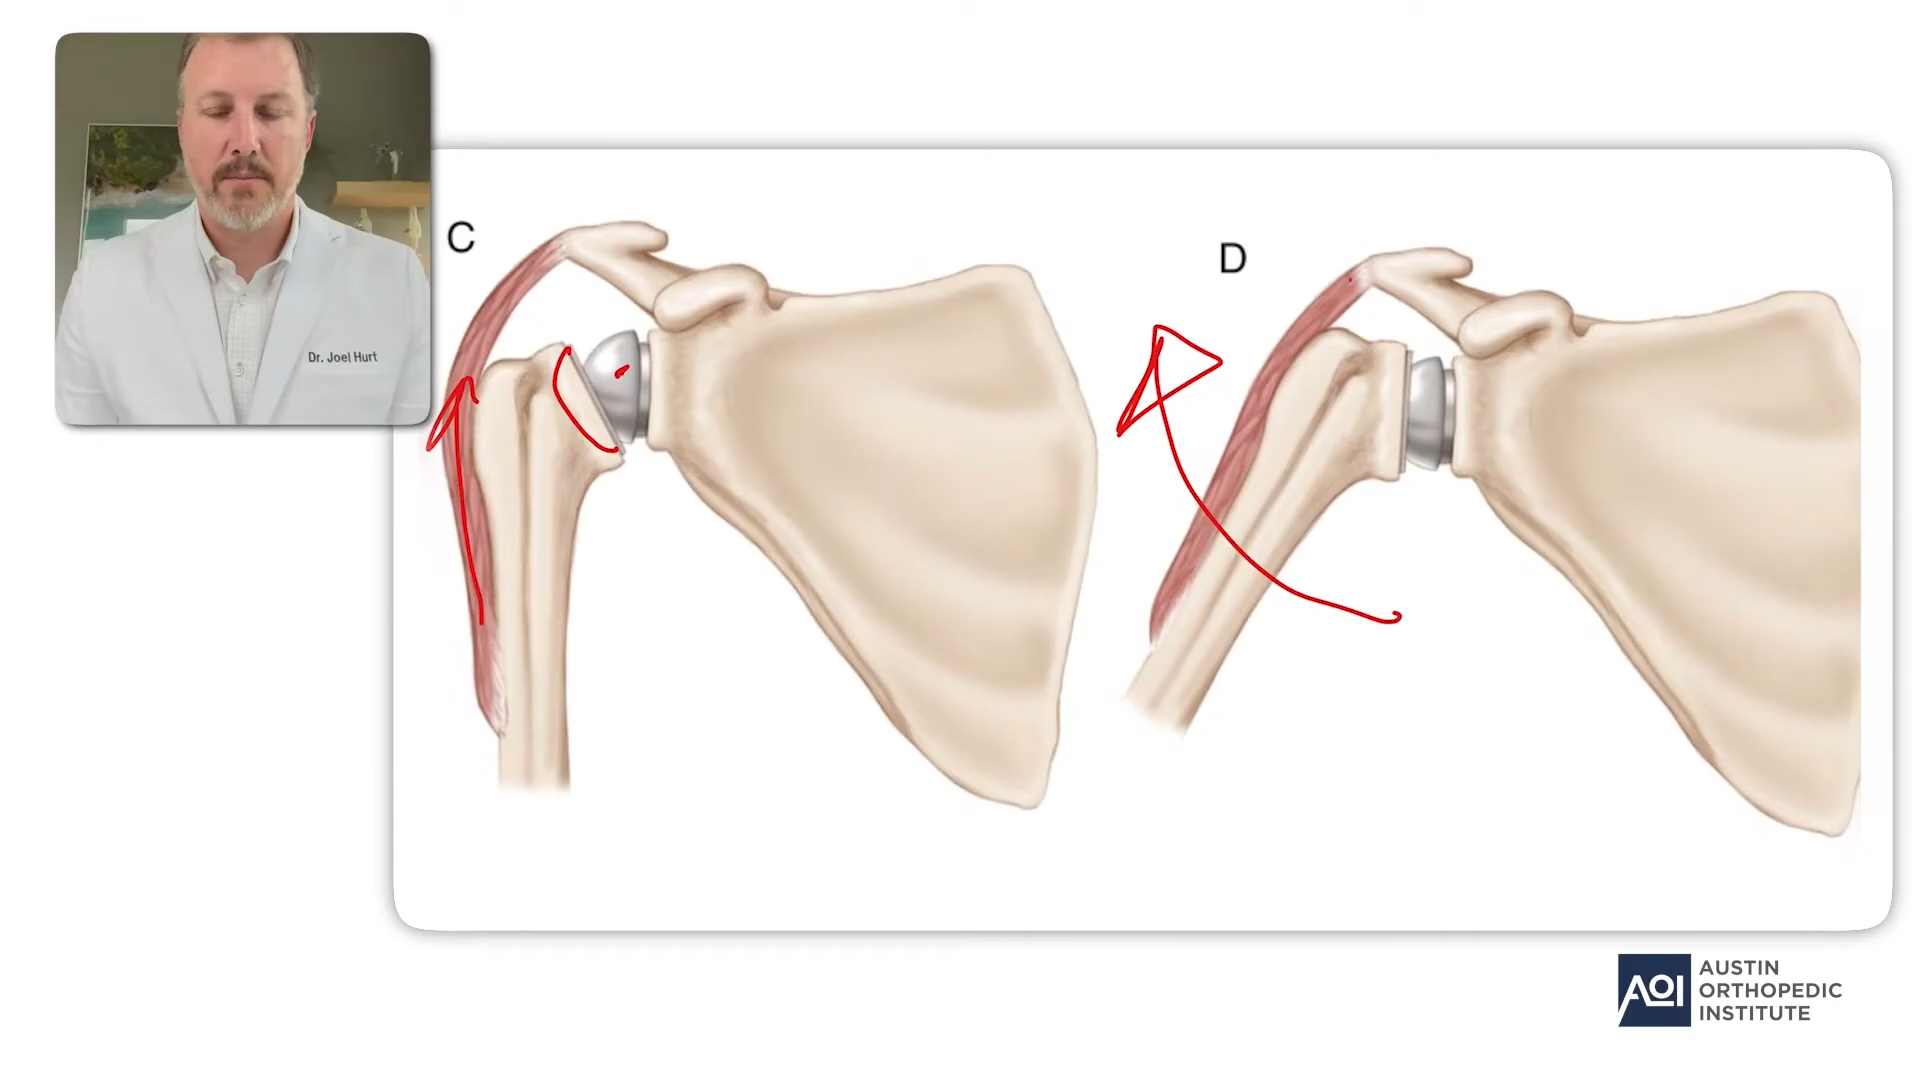 Dr. Joel Hurt
C
D
AOI
AUSTIN
ORTHOPEDIC
INSTITUTE